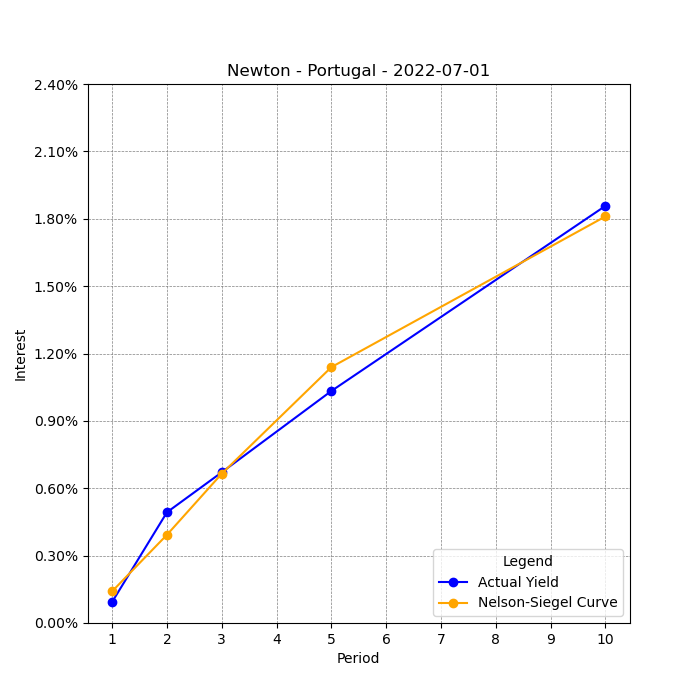 Newton - Portugal - 2022-07-01
2.40%
2.10%
1.80%
1.50%
1.20%
0.90%
0.60%
0.30%
0.00%
Interest
1 2 3 4 5 6 7 8 9 10
Period
Legend
Actual Yield
Nelson-Siegel Curve